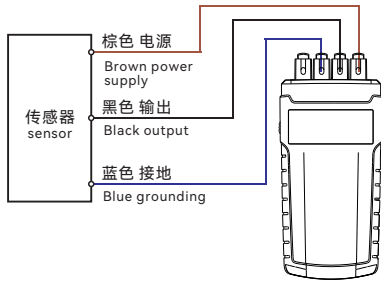 棕色 电源
Brown power
supply
传感器
sensor
黑色 输出
Black output
蓝色 接地
Blue grounding